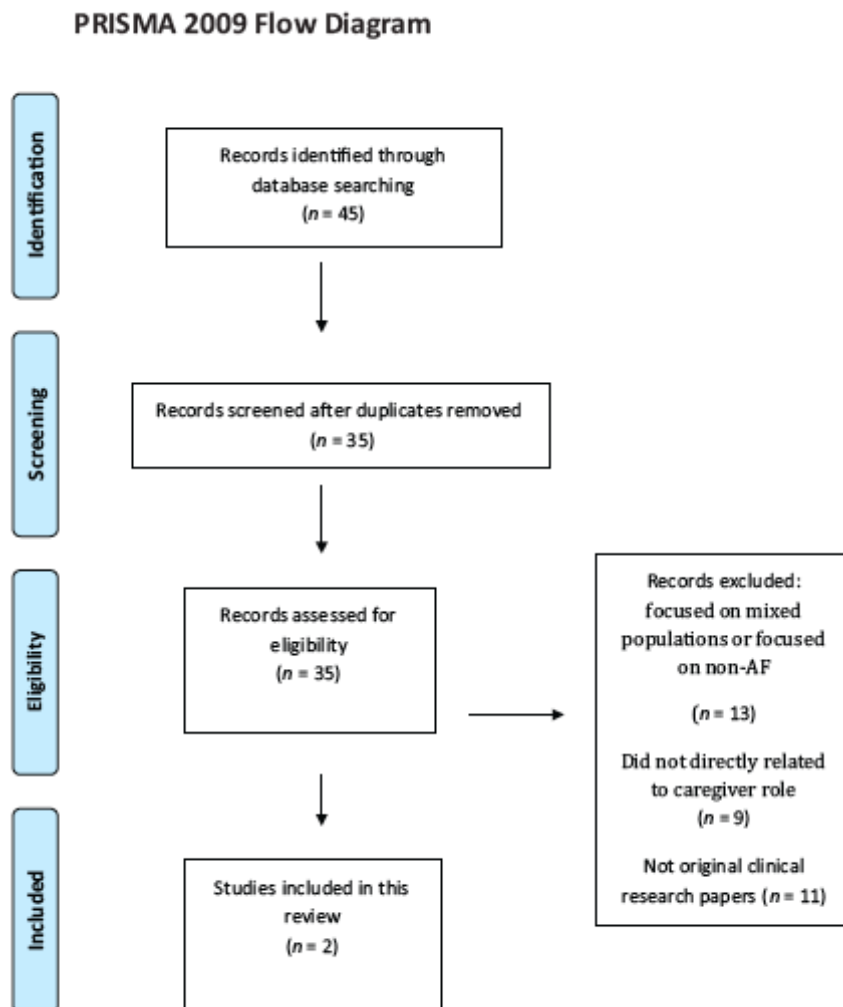 PRISMA 2009 Flow Diagram
Identification
Records identified through
database searching
(n = 45)
Screening
Records screened after duplicates removed
(n = 35)
Eligibility
Records assessed for
eligibility
(n = 35)
Records excluded:
focused on mixed
populations or focused
on non-AF
(n = 13)
Did not directly related
to caregiver role
(n = 9)
Not original clinical
research papers (n = 11)
Included
Studies included in this
review
(n = 2)